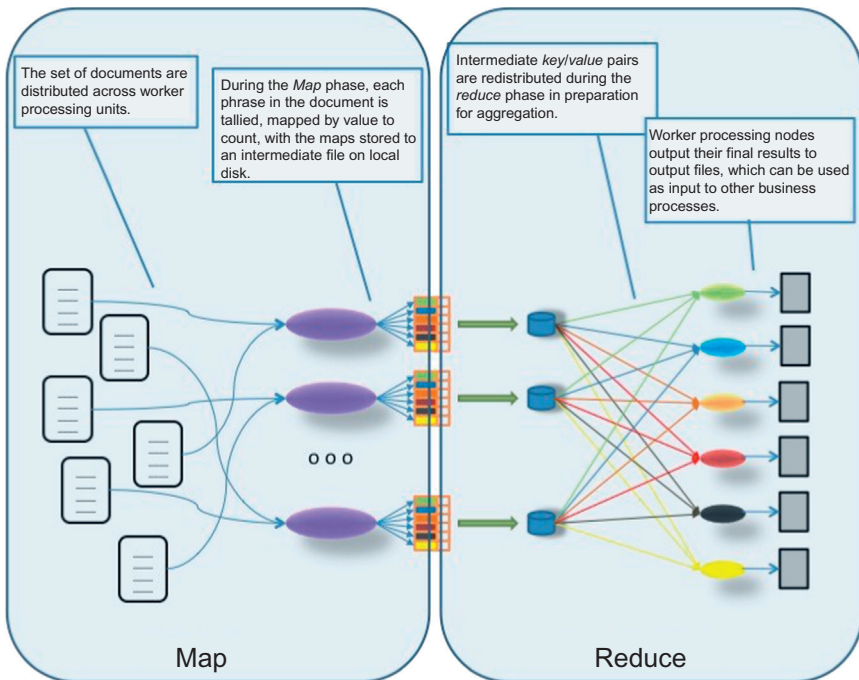 The set of documents are
distributed across worker
processing units.
During the Map phase, each
phrase in the document is
tallied, mapped by value to
count, with the maps stored to
an intermediate file on local
disk.
Intermediate key/value pairs
are redistributed during the
reduce phase in preparation
for aggregation.
Worker processing nodes
output their final results to
output files, which can be used
as input to other business
processes.
o o o
Map
Reduce